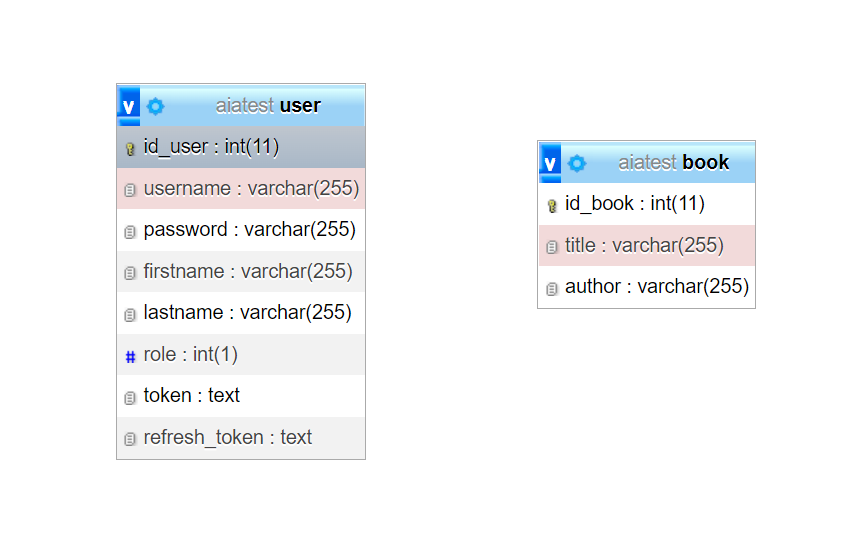 v aiatest user
id_user : int(11)
username : varchar(255)
password : varchar(255)
firstname : varchar(255)
lastname : varchar(255)
# role : int(1)
token : text
refresh_token : text
v aiatest book
id_book : int(11)
title : varchar(255)
author : varchar(255)